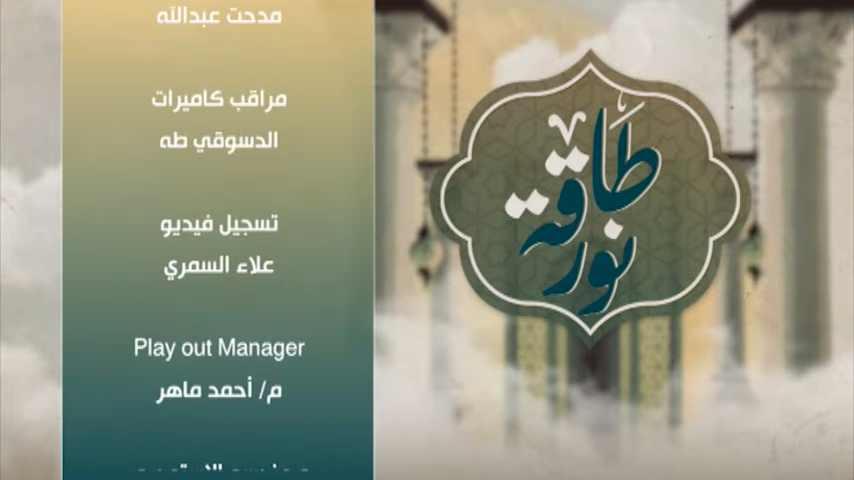 مدحت عبدالله
مراقب كاميرات
الدسوقي طه
تسجيل فيديو
علاء السمري
Play out Manager
م/ أحمد ماهر
طاقة
نور